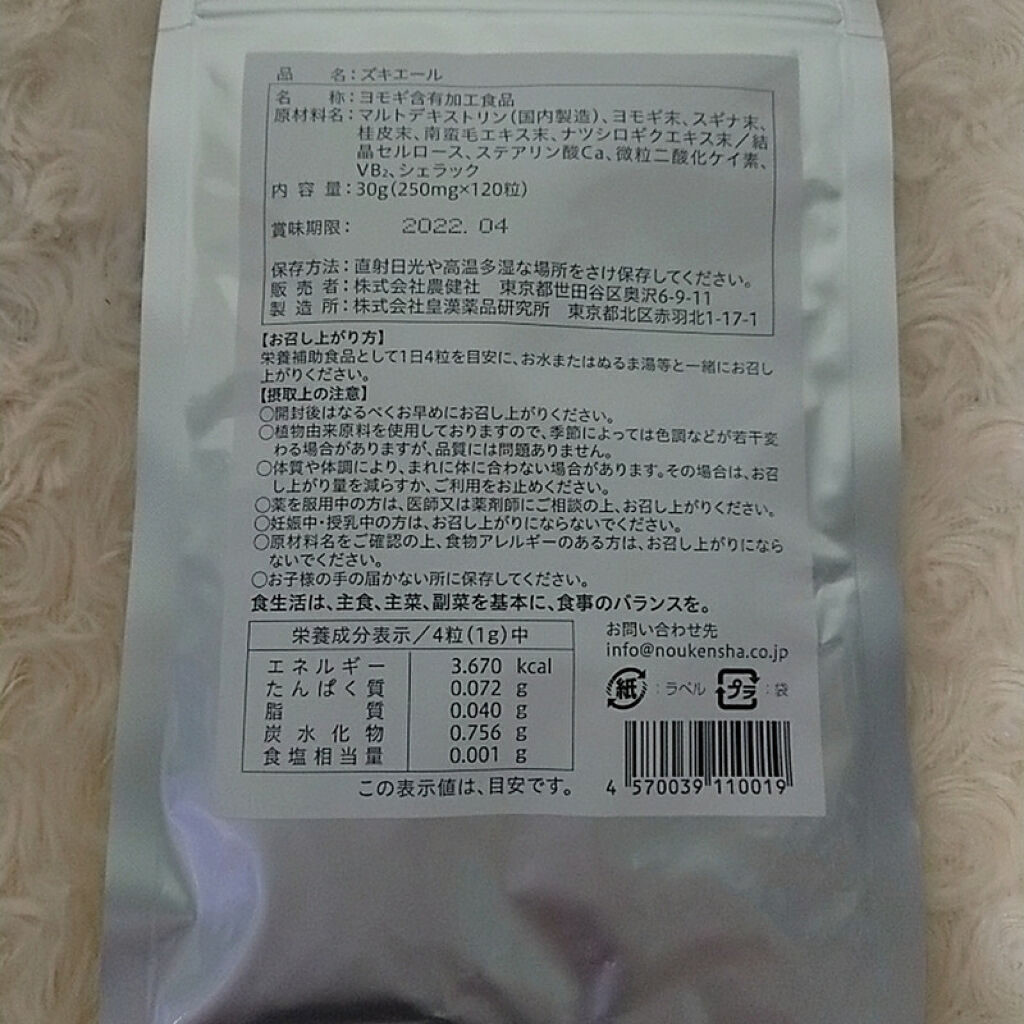 品　　名：ズキエール
名　　称：ヨモギ含有加工食品
原材料名：マルトデキストリン（国内製造）、ヨモギ末、スギナ末、
桂皮末、南蛮毛エキス末、ナツシロギクエキス末／結
晶セルロース、ステアリン酸Ca、微粒二酸化ケイ素、
VB₂、シェラック
内 容 量：30g（250mg×120粒）
賞味期限：　2022. 04
保存方法：直射日光や高温多湿な場所をさけ保存してください。
販 売 者：株式会社農健社　東京都世田谷区奥沢6-9-11
製 造 所：株式会社皇漢薬品研究所　東京都北区赤羽北1-17-1
【お召し上がり方】
栄養補助食品として1日4粒を目安に、お水またはぬるま湯等と一緒にお召し
上がりください。
【摂取上の注意】
○開封後はなるべくお早めにお召し上がりください。
○植物由来原料を使用しておりますので、季節によっては色調などが若干変
わる場合がありますが、品質には問題ありません。
○体質や体調により、まれに体に合わない場合があります。その場合は、お召
し上がり量を減らすか、ご利用をお止めください。
○薬を服用中の方は、医師又は薬剤師にご相談の上、お召し上がりください。
○妊娠中・授乳中の方は、お召し上がりにならないでください。
○原材料名をご確認の上、食物アレルギーのある方は、お召し上がりになら
ないでください。
○お子様の手の届かない所に保存してください。
食生活は、主食、主菜、副菜を基本に、食事のバランスを。
栄養成分表示／4粒（1g）中
エネルギー 3.670 kcal
たんぱく質 0.072 g
脂　　質 0.040 g
炭水化物 0.756 g
食塩相当量 0.001 g
この表示値は、目安です。
お問い合わせ先
info@noukensha.co.jp
紙：ラベル　プラ：袋
4 570039 110019